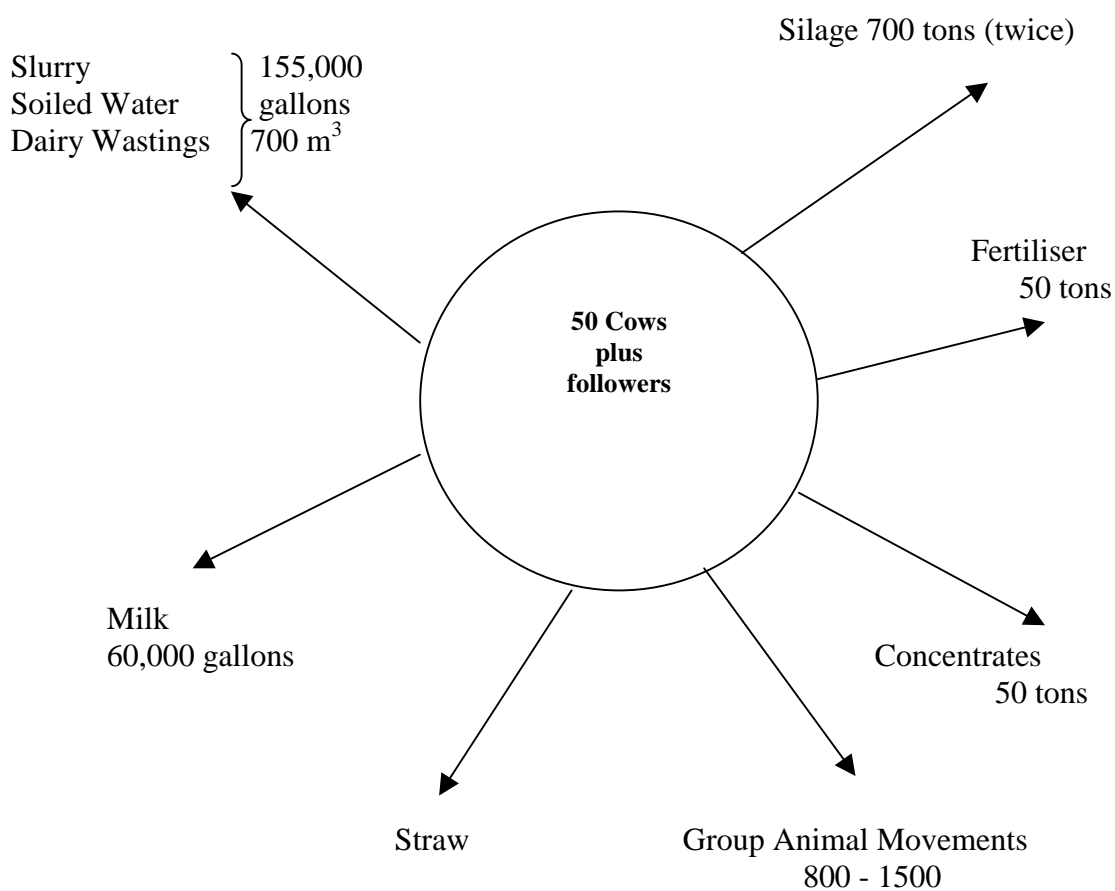 Silage 700 tons (twice)
Slurry 155,000
Soiled Water gallons
Dairy Wastings 700 m³
Fertiliser
50 tons
50 Cows
plus
followers
Milk
60,000 gallons
Concentrates
50 tons
Straw
Group Animal Movements
800 - 1500